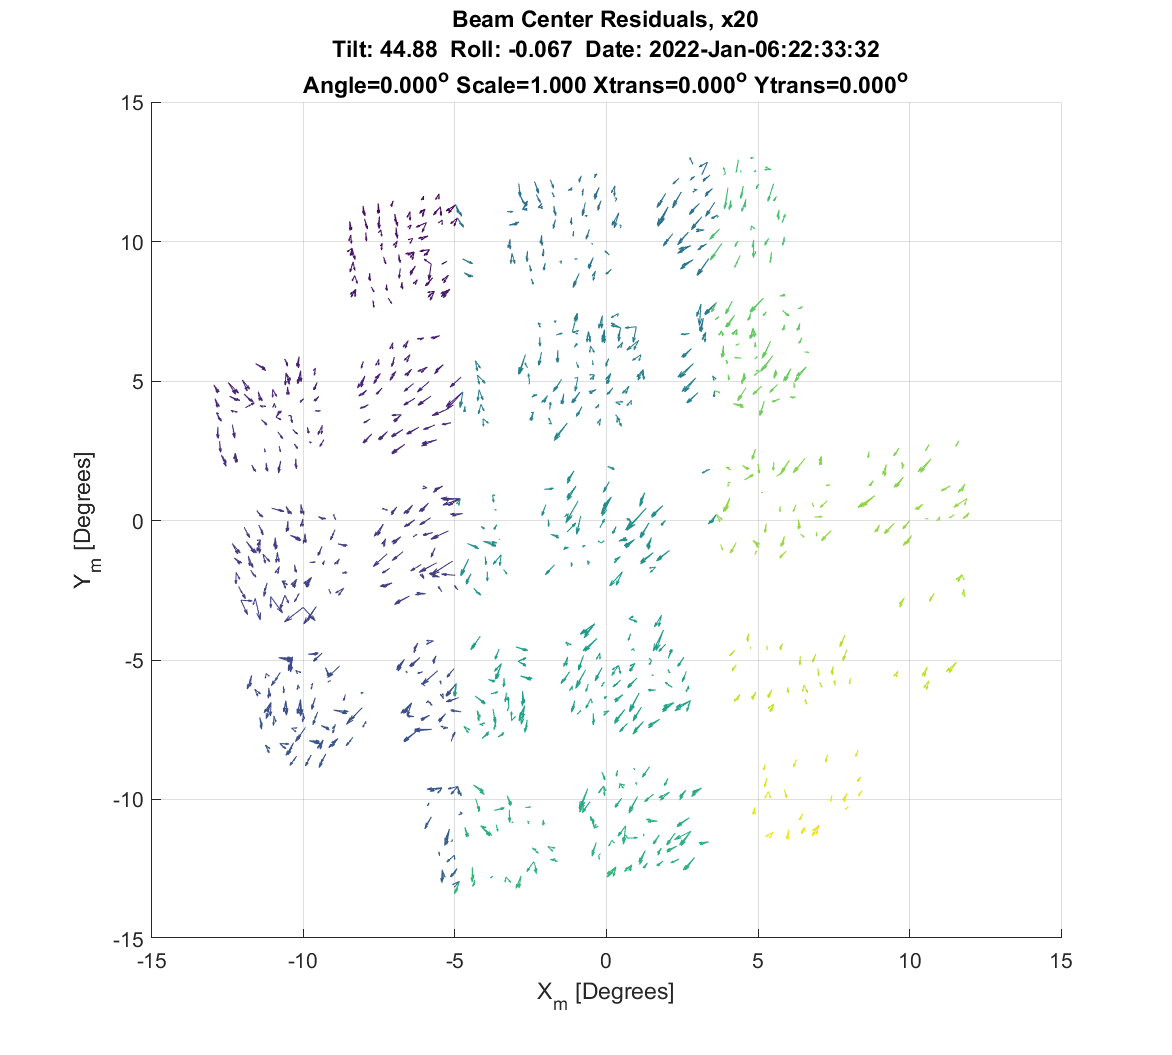 Beam Center Residuals, x20
Tilt: 44.88 Roll: -0.067 Date: 2022-Jan-06:22:33:32
Angle=0.000° Scale=1.000 Xtrans=0.000° Ytrans=0.000°
15
10
5
0
-5
-10
-15
Y_m [Degrees]
-15 -10 -5 0 5 10 15
X_m [Degrees]